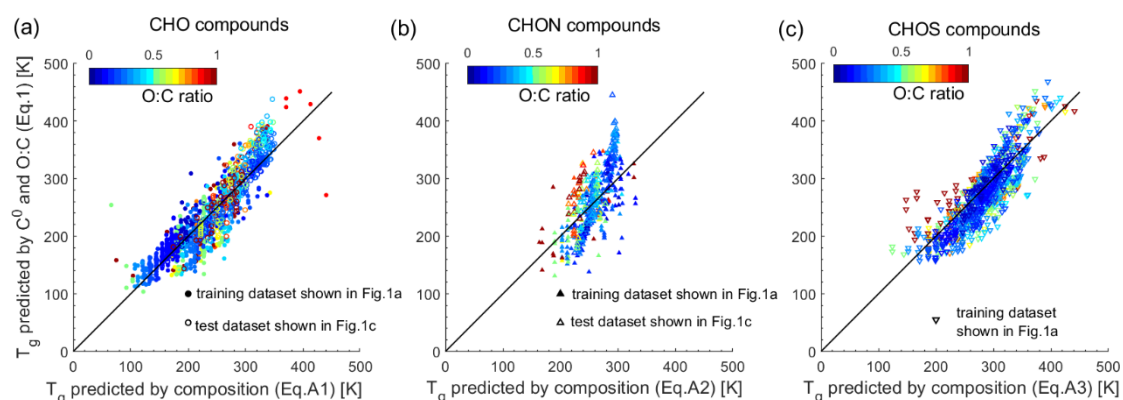 (a) CHO compounds
0 0.5 1
O:C ratio
T_g predicted by C^0 and O:C (Eq.1) [K]
500
400
300
200
100
0
training dataset shown in Fig.1a
test dataset shown in Fig.1c
0 100 200 300 400 500
T_g predicted by composition (Eq.A1) [K]
(b) CHON compounds
0 0.5 1
O:C ratio
500
400
300
200
100
0
training dataset shown in Fig.1a
test dataset shown in Fig.1c
0 100 200 300 400 500
T_g predicted by composition (Eq.A2) [K]
(c) CHOS compounds
0 0.5 1
O:C ratio
500
400
300
200
100
0
training dataset
shown in Fig.1a
0 100 200 300 400 500
T_g predicted by composition (Eq.A3) [K]